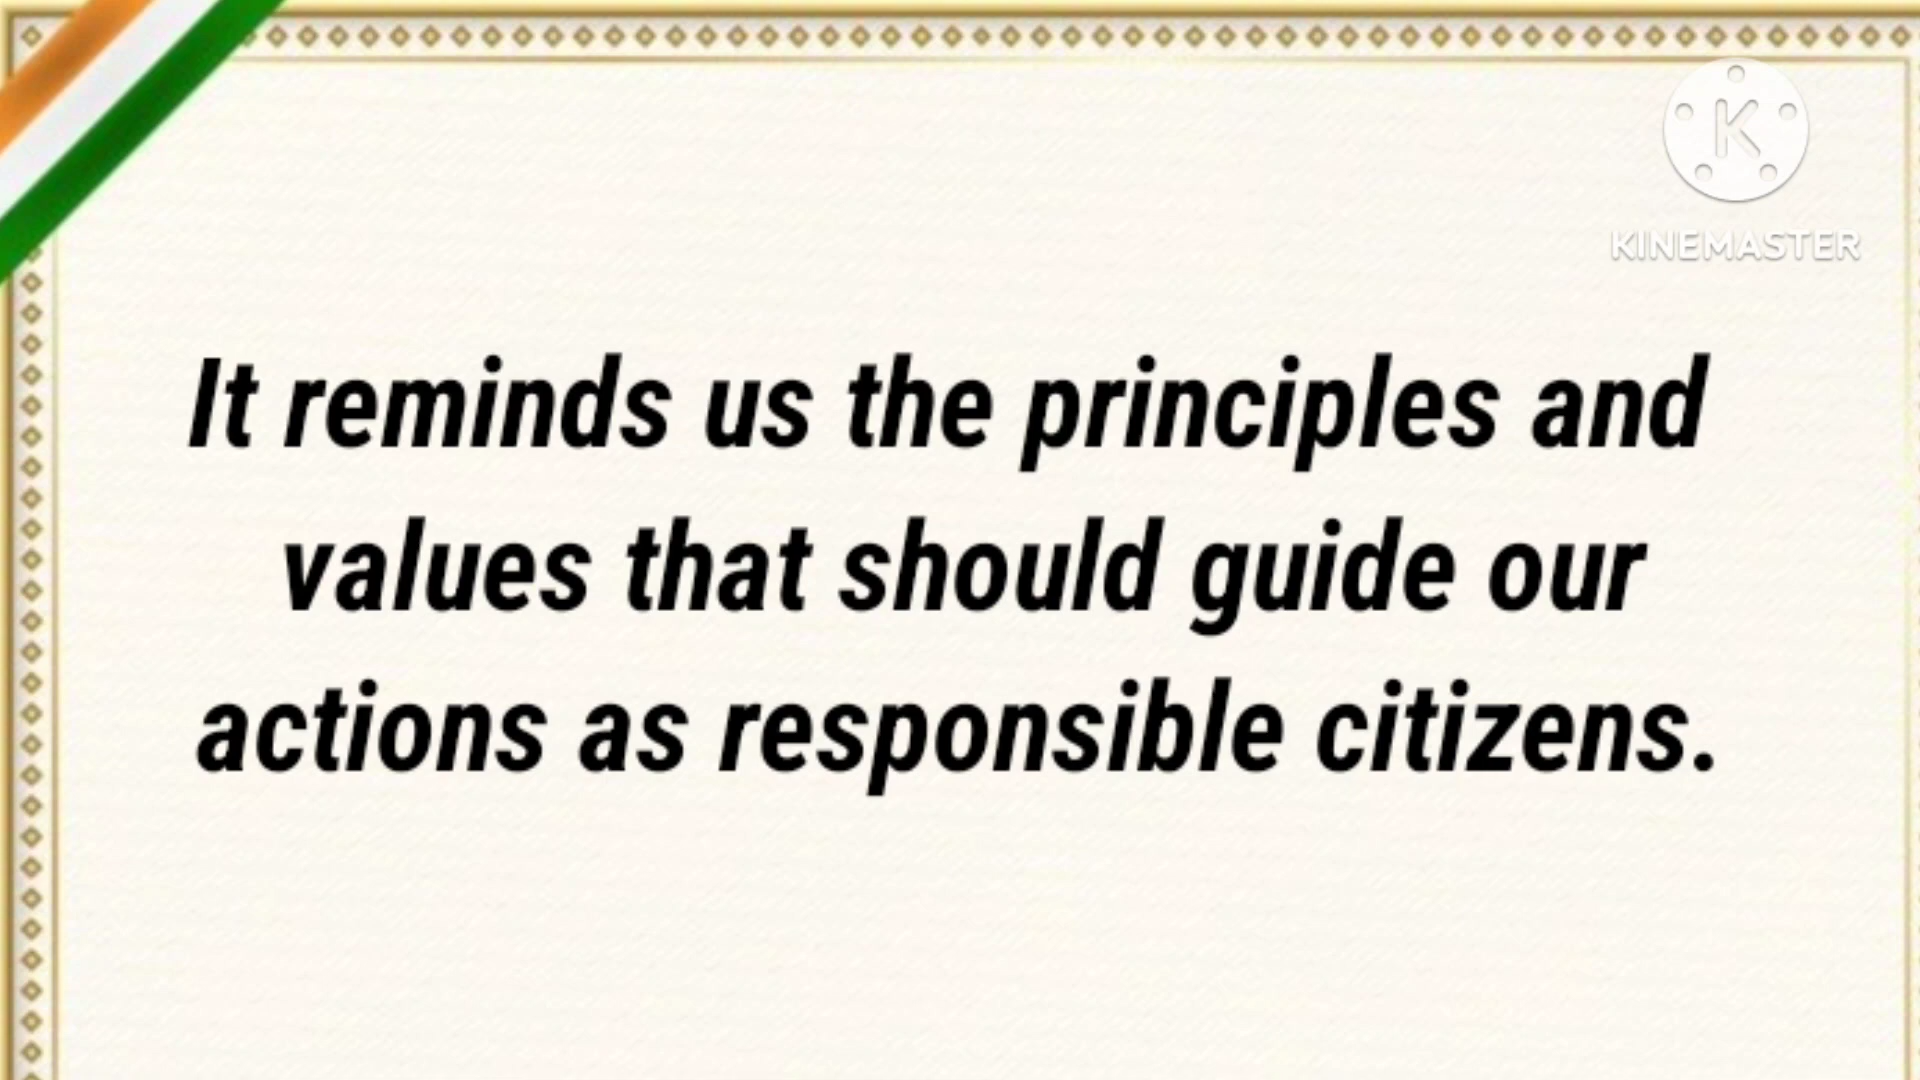 K
KINEMASTER
It reminds us the principles and
values that should guide our
actions as responsible citizens.